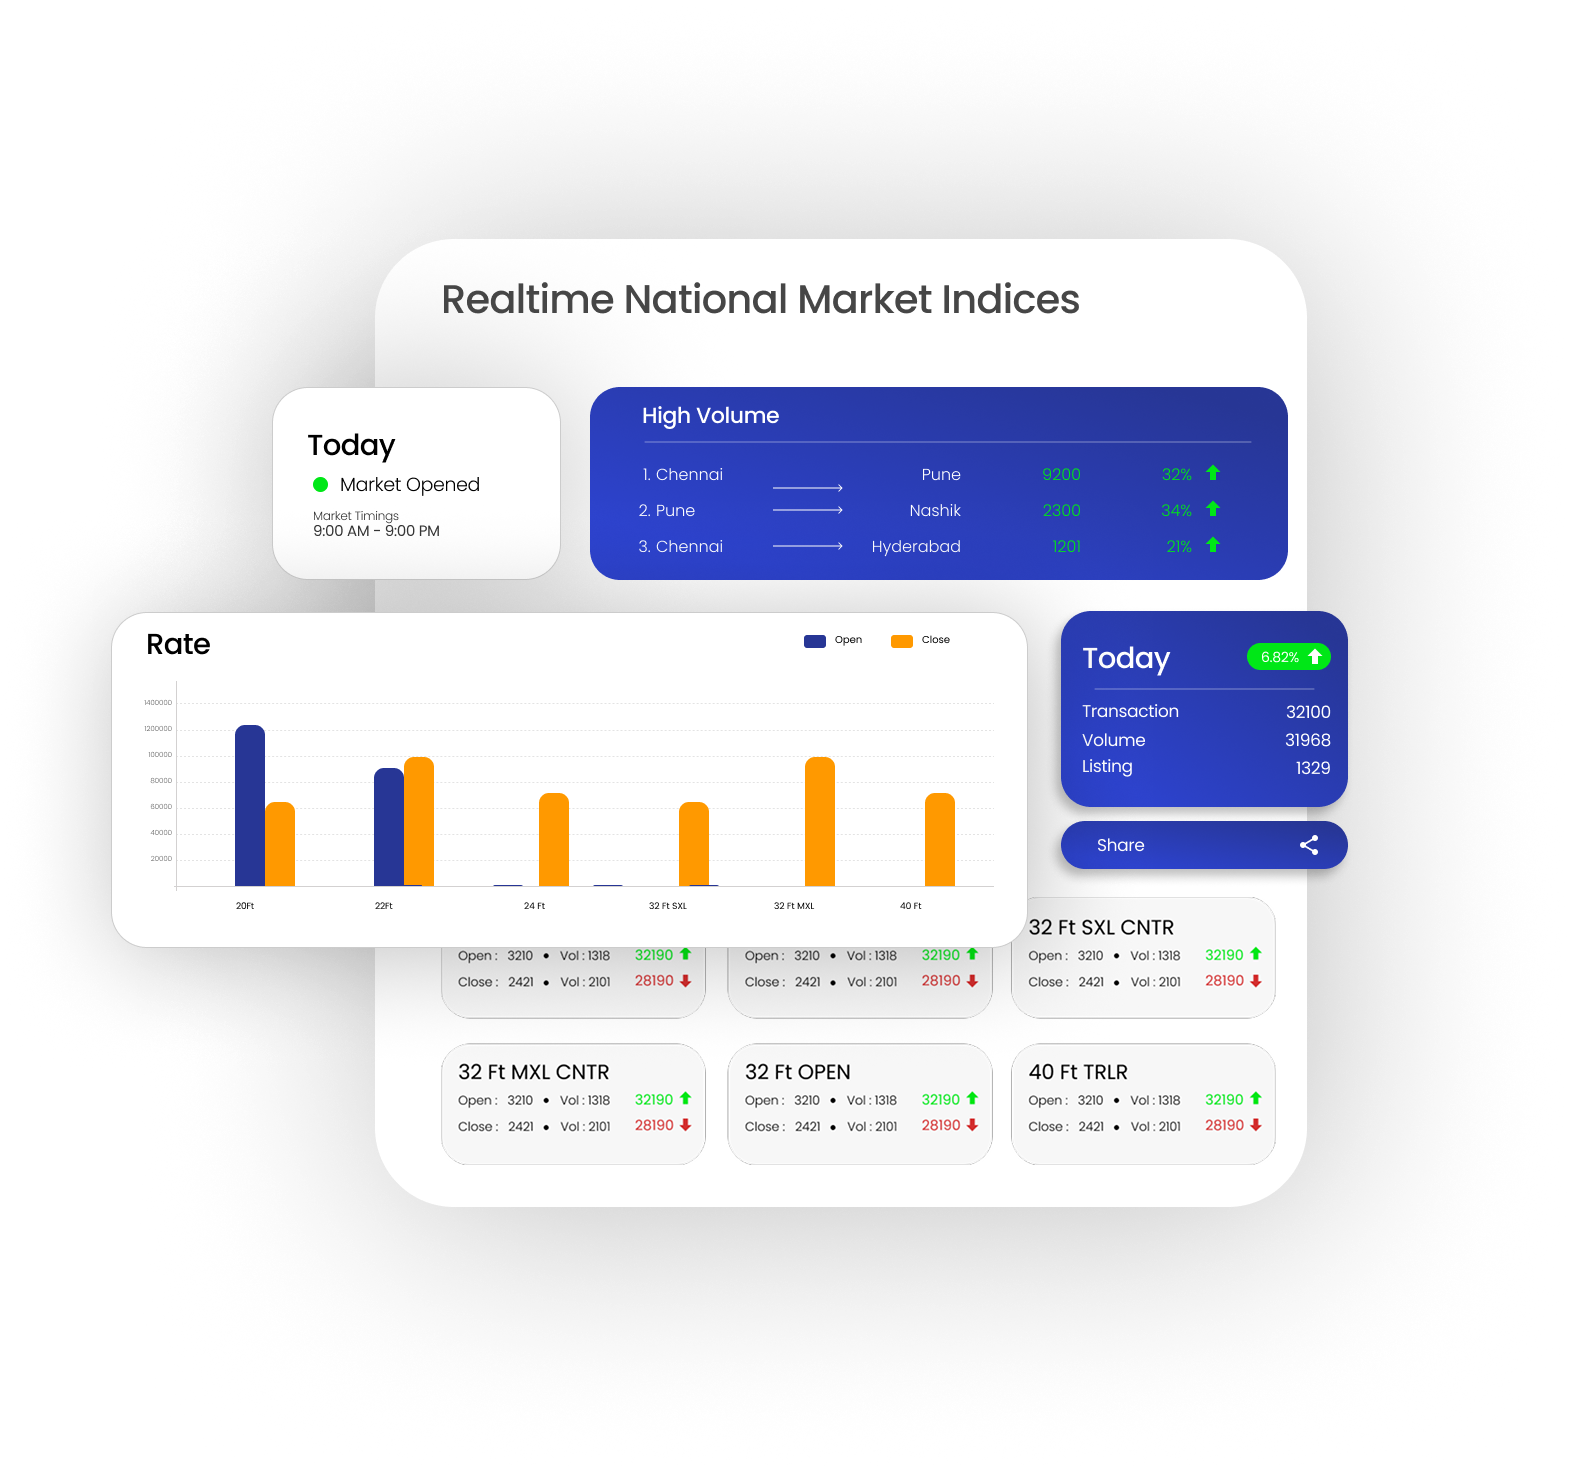 Realtime National Market Indices
Today
Market Opened
Market Timings
9:00 AM - 9:00 PM
High Volume
1. Chennai Pune 9200 32%
2. Pune Nashik 2300 34%
3. Chennai Hyderabad 1201 21%
Rate
Open Close
1400000
1200000
100000
80000
60000
40000
20000
20Ft 22Ft 24 Ft 32 Ft SXL 32 Ft MXL 40 Ft
Today 6.82%
Transaction 32100
Volume 31968
Listing 1329
Share
Open : 3210 • Vol : 1318 32190
Close : 2421 • Vol : 2101 28190
Open : 3210 • Vol : 1318 32190
Close : 2421 • Vol : 2101 28190
32 Ft SXL CNTR
Open : 3210 • Vol : 1318 32190
Close : 2421 • Vol : 2101 28190
32 Ft MXL CNTR
Open : 3210 • Vol : 1318 32190
Close : 2421 • Vol : 2101 28190
32 Ft OPEN
Open : 3210 • Vol : 1318 32190
Close : 2421 • Vol : 2101 28190
40 Ft TRLR
Open : 3210 • Vol : 1318 32190
Close : 2421 • Vol : 2101 28190